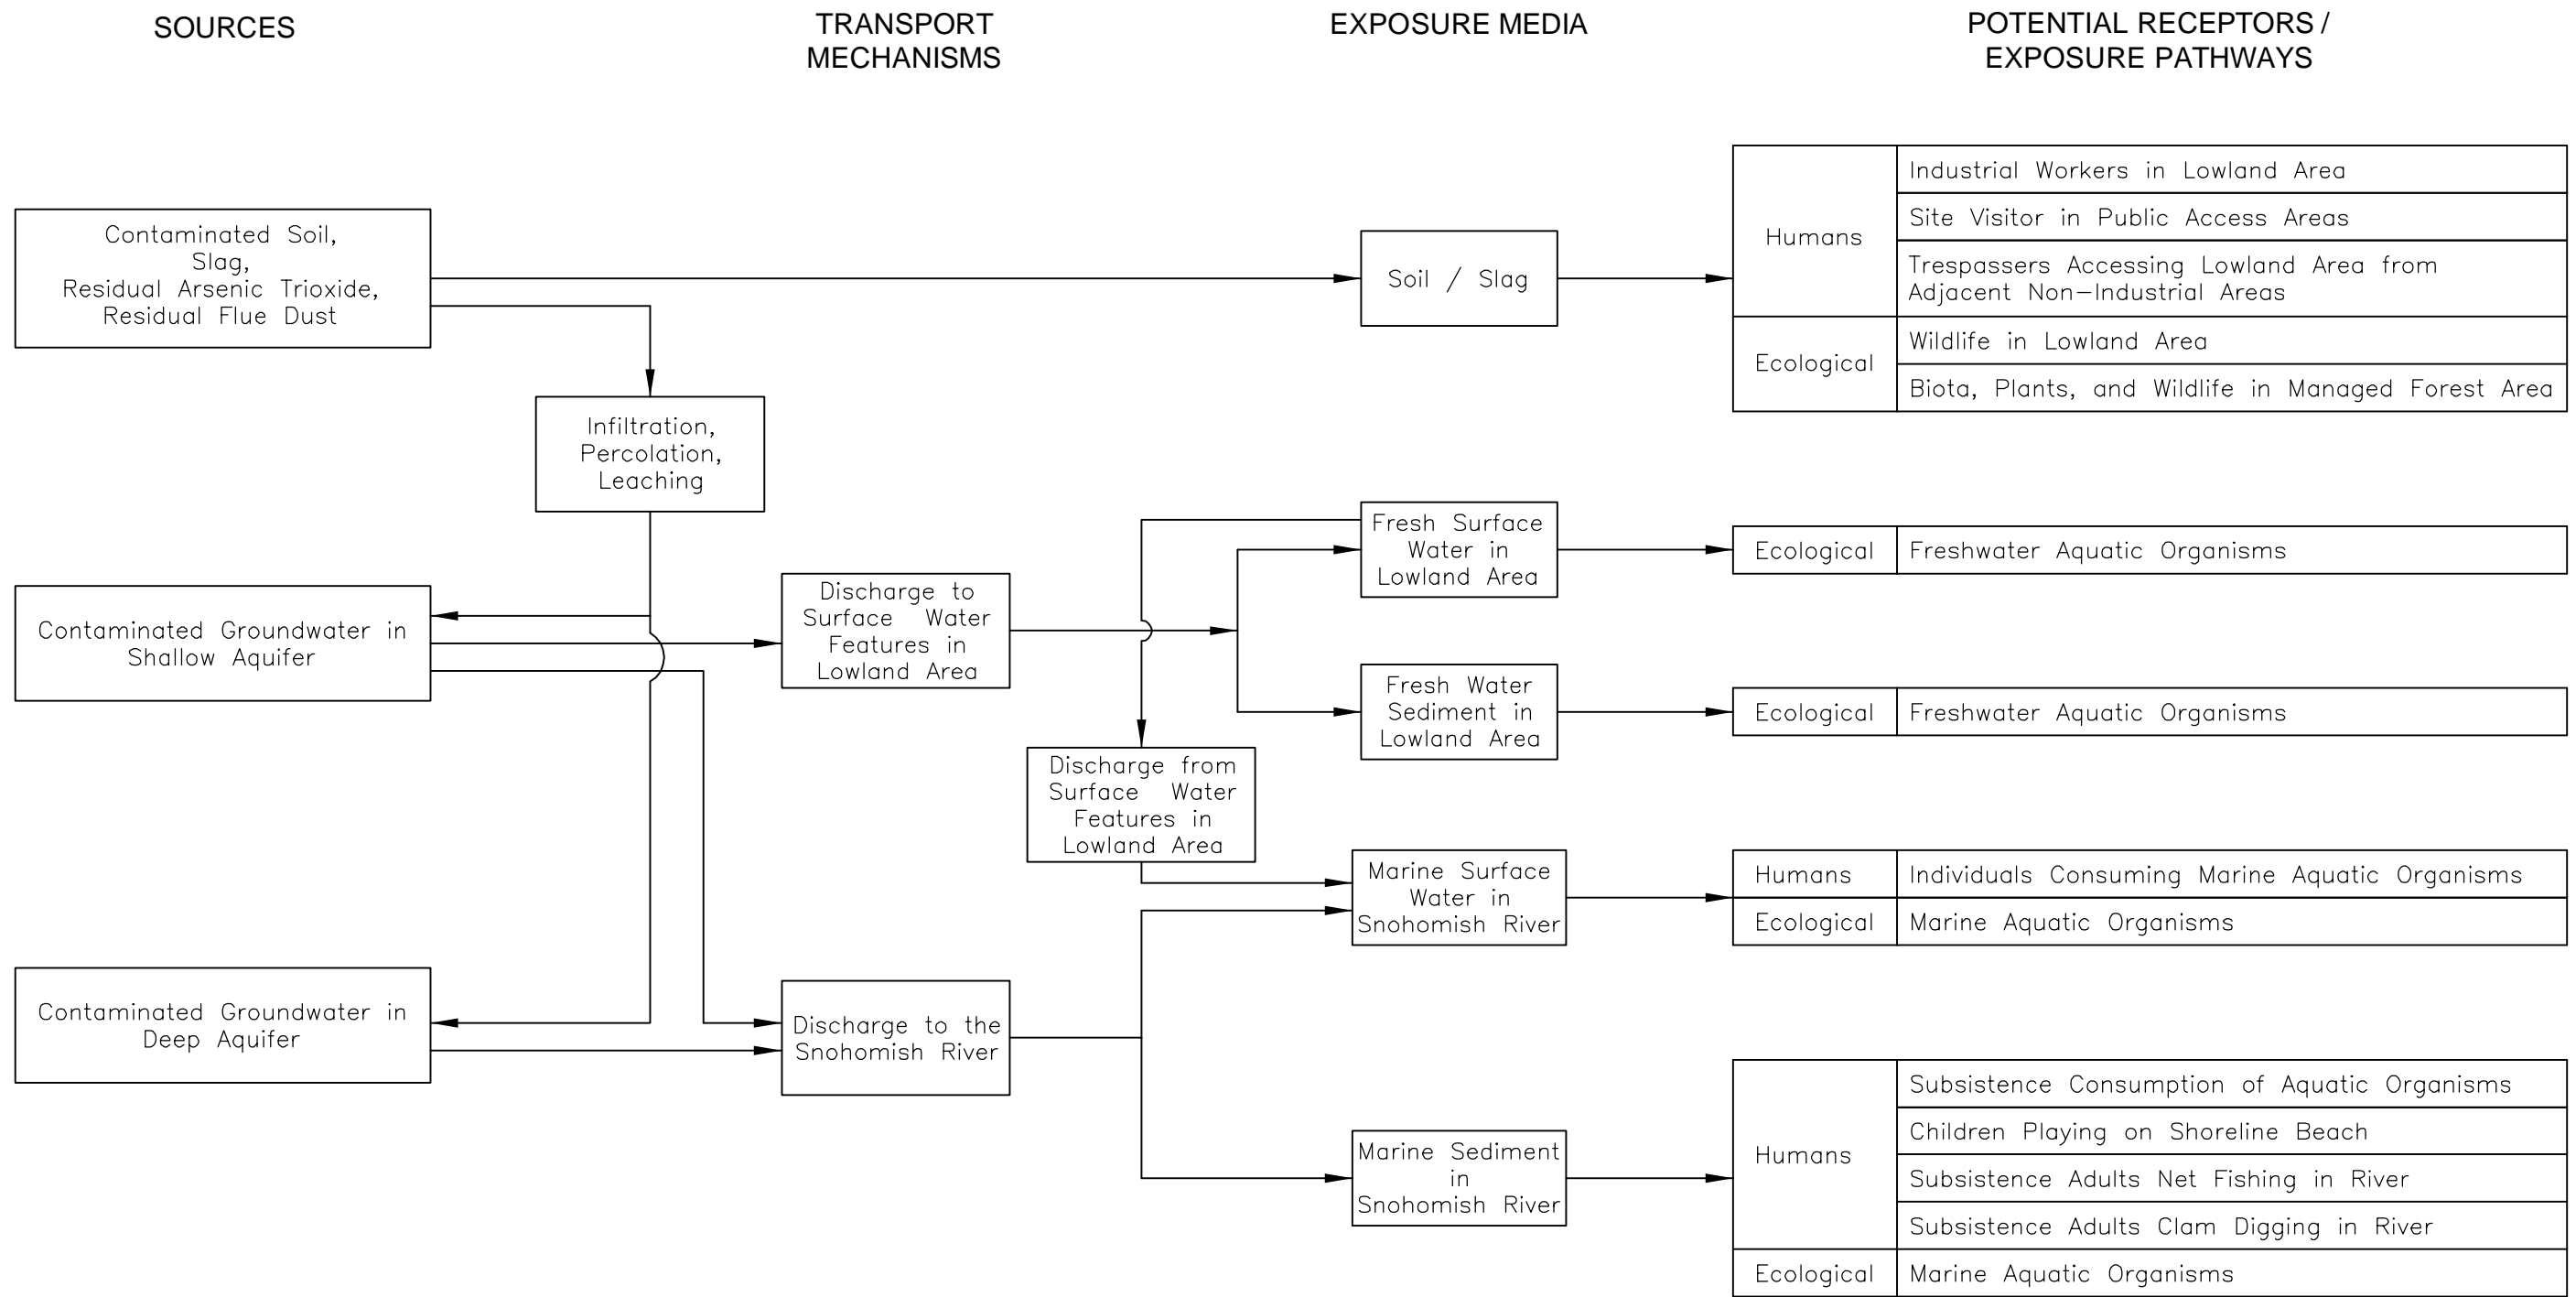 SOURCES
TRANSPORT
MECHANISMS
EXPOSURE MEDIA
POTENTIAL RECEPTORS /
EXPOSURE PATHWAYS
Contaminated Soil,
Slag,
Residual Arsenic Trioxide,
Residual Flue Dust
Soil / Slag
Humans
Industrial Workers in Lowland Area
Site Visitor in Public Access Areas
Trespassers Accessing Lowland Area from
Adjacent Non-Industrial Areas
Ecological
Wildlife in Lowland Area
Biota, Plants, and Wildlife in Managed Forest Area
Infiltration,
Percolation,
Leaching
Contaminated Groundwater in
Shallow Aquifer
Discharge to
Surface Water
Features in
Lowland Area
Fresh Surface
Water in
Lowland Area
Ecological
Freshwater Aquatic Organisms
Fresh Water
Sediment in
Lowland Area
Ecological
Freshwater Aquatic Organisms
Discharge from
Surface Water
Features in
Lowland Area
Marine Surface
Water in
Snohomish River
Humans
Individuals Consuming Marine Aquatic Organisms
Ecological
Marine Aquatic Organisms
Contaminated Groundwater in
Deep Aquifer
Discharge to the
Snohomish River
Marine Sediment
in
Snohomish River
Humans
Subsistence Consumption of Aquatic Organisms
Children Playing on Shoreline Beach
Subsistence Adults Net Fishing in River
Subsistence Adults Clam Digging in River
Ecological
Marine Aquatic Organisms